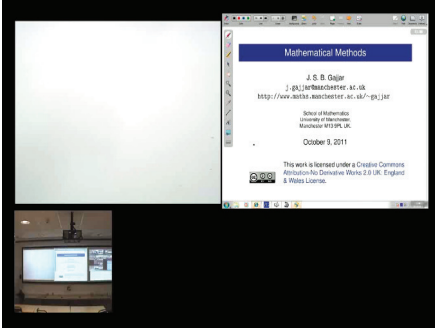 Mathematical Methods
J. S. B. Gajjar
j.gajjar@manchester.ac.uk
http://www.maths.manchester.ac.uk/~gajjar
School of Mathematics
University of Manchester
Manchester M13 9PL UK.
October 9, 2011
This work is licensed under a Creative Commons
Attribution-No Derivative Works 2.0 UK: England
& Wales License.